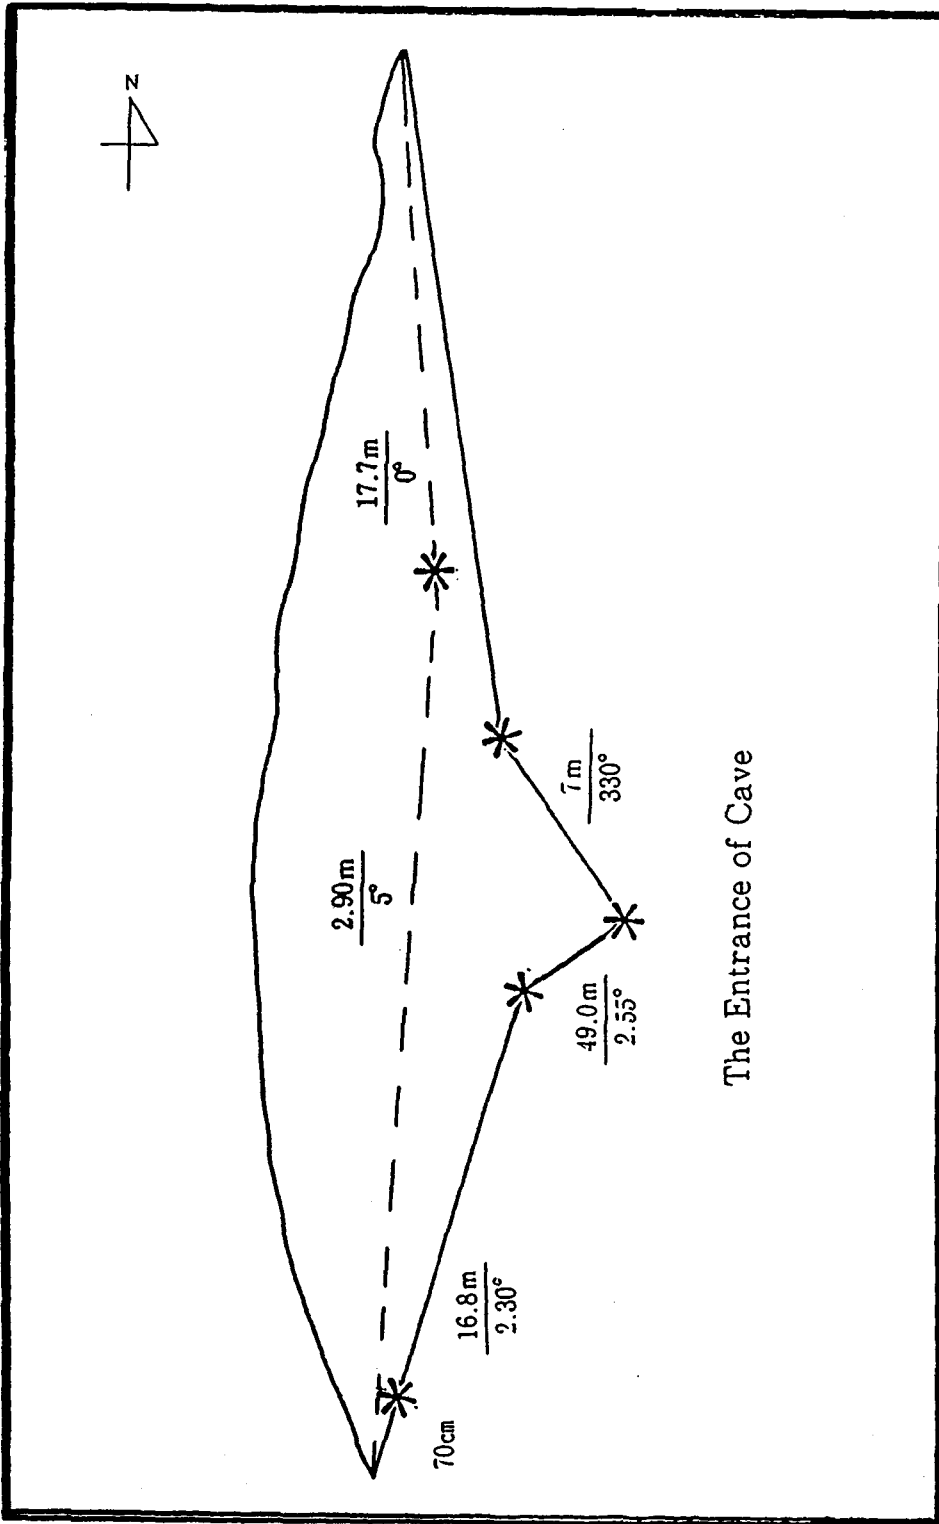 N
17.7m
0°
2.90m
5°
7m
330°
49.0m
2.55°
16.8m
2.30°
70cm
The Entrance of Cave